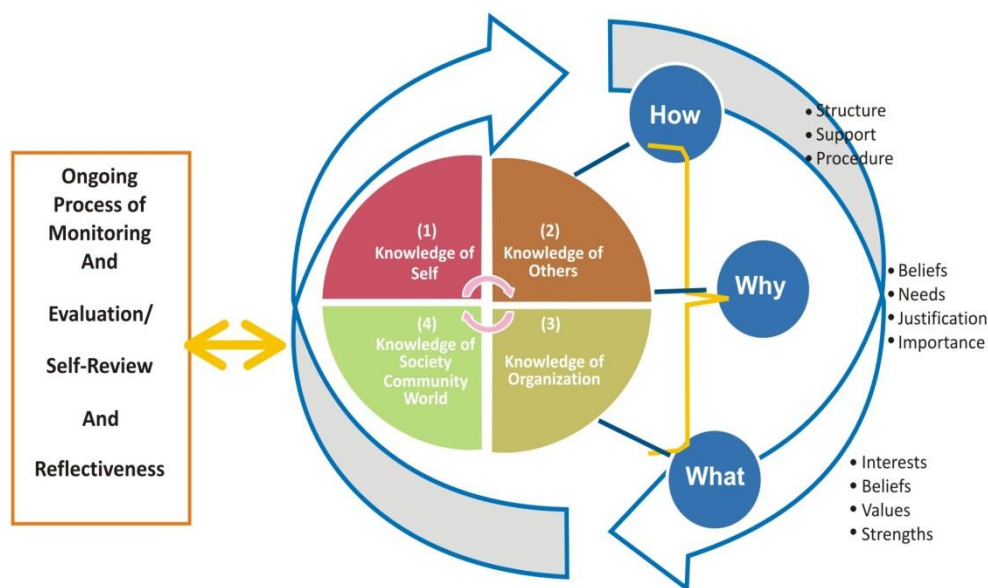 Ongoing
Process of
Monitoring
And
Evaluation/
Self-Review
And
Reflectiveness
(1)
Knowledge of
Self
(2)
Knowledge of
Others
(4)
Knowledge of
Society
Community
World
(3)
Knowledge of
Organization
How
• Structure
• Support
• Procedure
Why
• Beliefs
• Needs
• Justification
• Importance
What
• Interests
• Beliefs
• Values
• Strengths